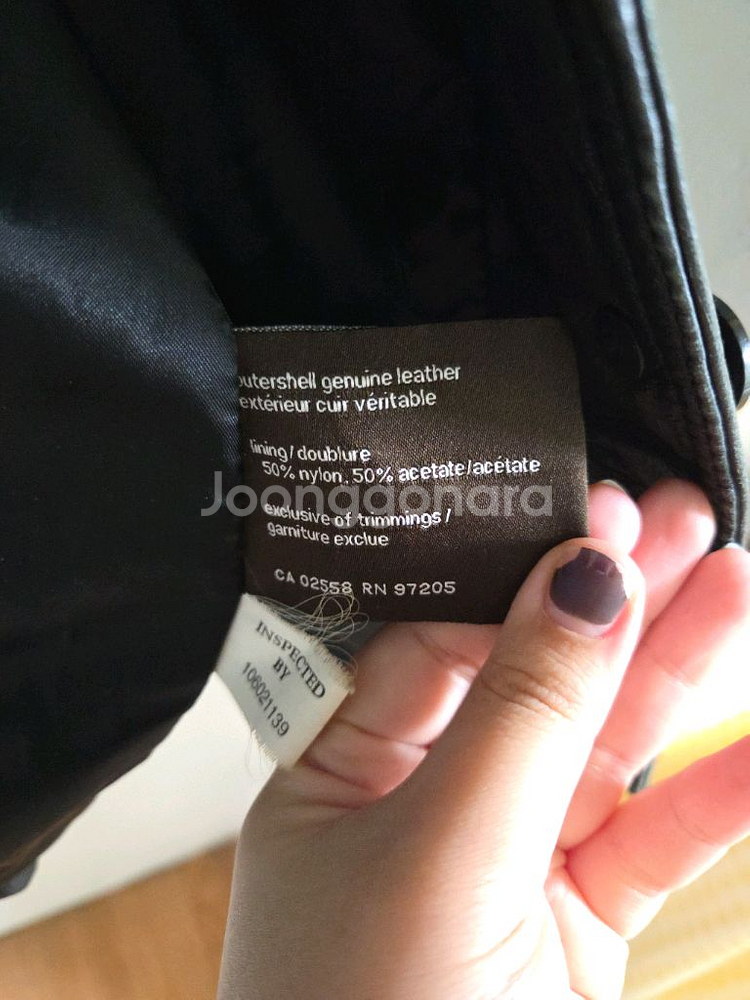 outershell genuine leather
extérieur cuir véritable
lining/doublure
50% nylon, 50% acetate/acétate
Joonggonara
exclusive of trimmings/
garniture exclue
CA 02558 RN 97205
INSPECTED
BY
106021139